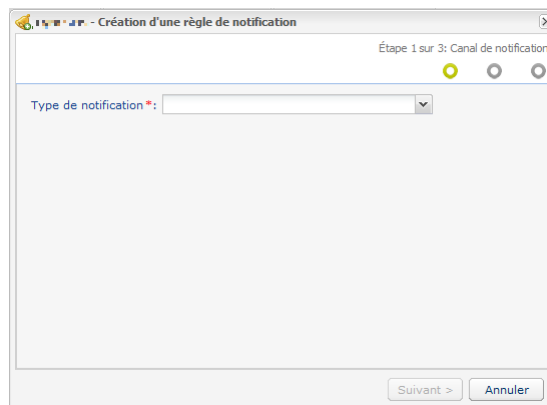 - Création d'une règle de notification
Étape 1 sur 3: Canal de notification
Type de notification *:
Suivant >
Annuler